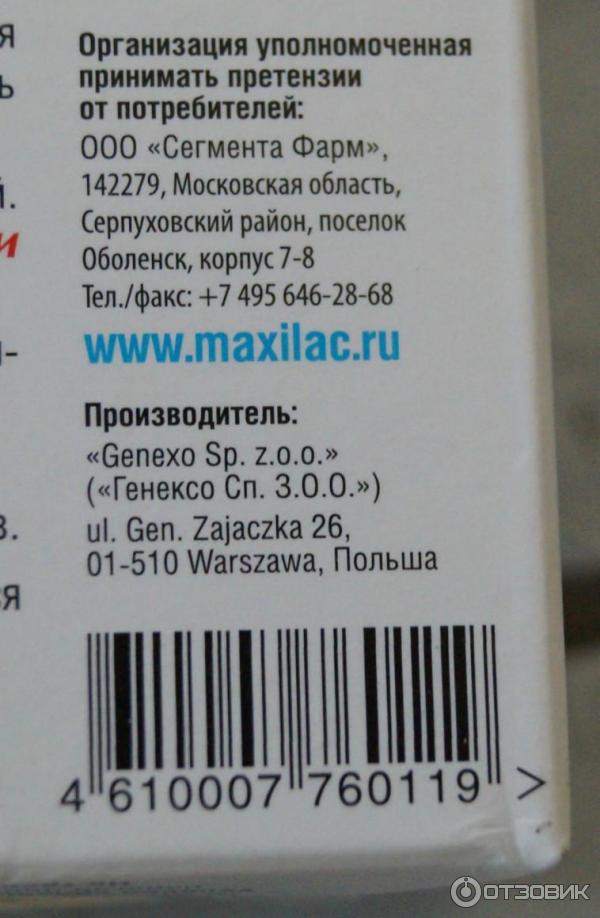 я
Организация уполномоченная
ь
принимать претензии
от потребителей:
ООО «Сегмента Фарм»,
142279, Московская область,
й.
Серпуховский район, поселок
и
Оболенск, корпус 7-8
Тел./факс: +7 495 646-28-68
www.maxilac.ru
Производитель:
«Genexo Sp. z.o.o.»
(«Генексо Сп. З.О.О.»)
в.
ul. Gen. Zajaczka 26,
01-510 Warszawa, Польша
ся
4 610007 760119 >
ОТЗОВИК